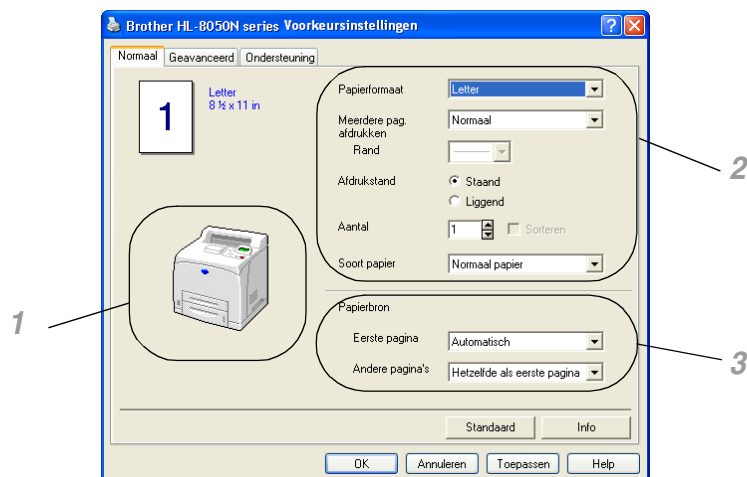 Brother HL-8050N series Voorkeursinstellingen
Normaal Geavanceerd Ondersteuning
1
Letter
8 ½ x 11 in
Papierformaat Letter
Meerdere pag. afdrukken Normaal
Rand
Afdrukstand Staand
Liggend
Aantal 1 Sorteren
Soort papier Normaal papier
2
1
Papierbron
Eerste pagina Automatisch
Andere pagina's Hetzelfde als eerste pagina
3
Standaard Info
OK Annuleren Toepassen Help